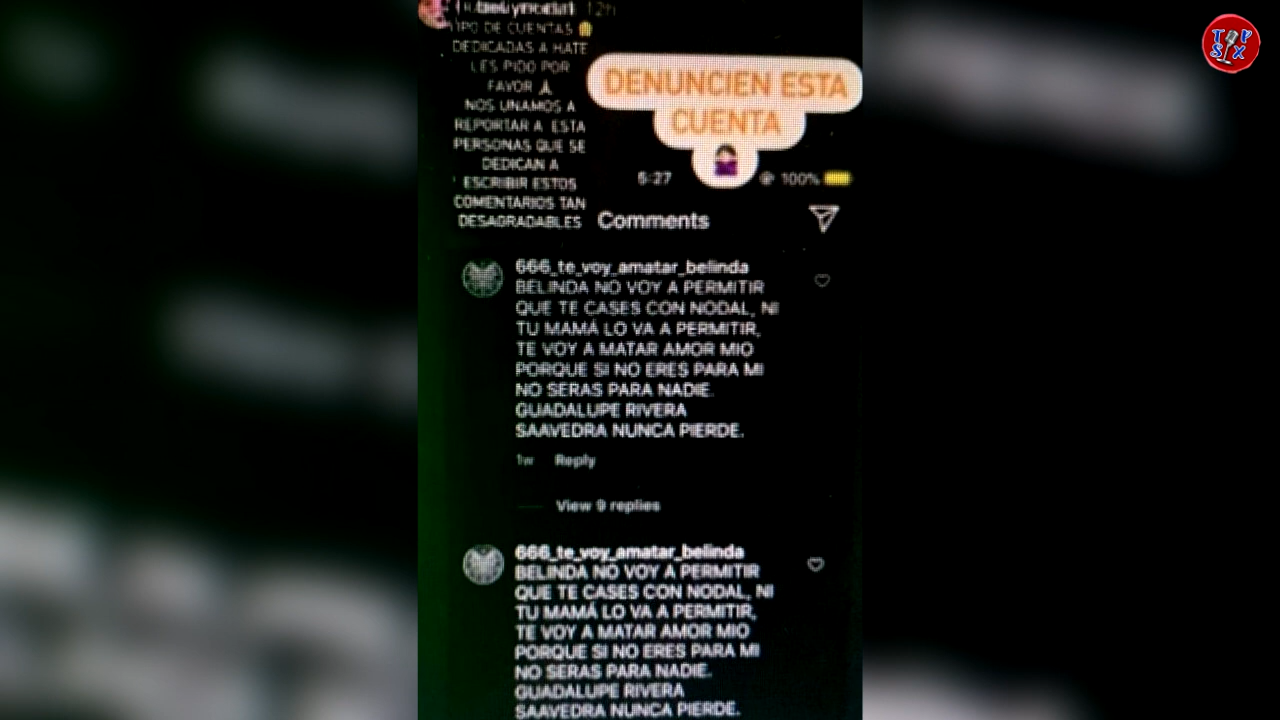 12h
TIPO DE CUENTAS
DEDICADAS A HATE
LES PIDO POR
FAVOR
NOS UNAMOS A
REPORTAR A ESTA
PERSONAS QUE SE
DEDICAN A
ESCRIBIR ESTOS
COMENTARIOS TAN
DESAGRADABLES
DENUNCIEN ESTA
CUENTA
6:27
@ 100%
Comments
666_te_voy_amatar_belinda
BELINDA NO VOY A PERMITIR
QUE TE CASES CON NODAL, NI
TU MAMÁ LO VA A PERMITIR,
TE VOY A MATAR AMOR MIO
PORQUE SI NO ERES PARA MI
NO SERAS PARA NADIE.
GUADALUPE RIVERA
SAAVEDRA NUNCA PIERDE.
1w Reply
View 9 replies
666_te_voy_amatar_belinda
BELINDA NO VOY A PERMITIR
QUE TE CASES CON NODAL, NI
TU MAMÁ LO VA A PERMITIR,
TE VOY A MATAR AMOR MIO
PORQUE SI NO ERES PARA MI
NO SERAS PARA NADIE.
GUADALUPE RIVERA
SAAVEDRA NUNCA PIERDE.
TOP
SIX